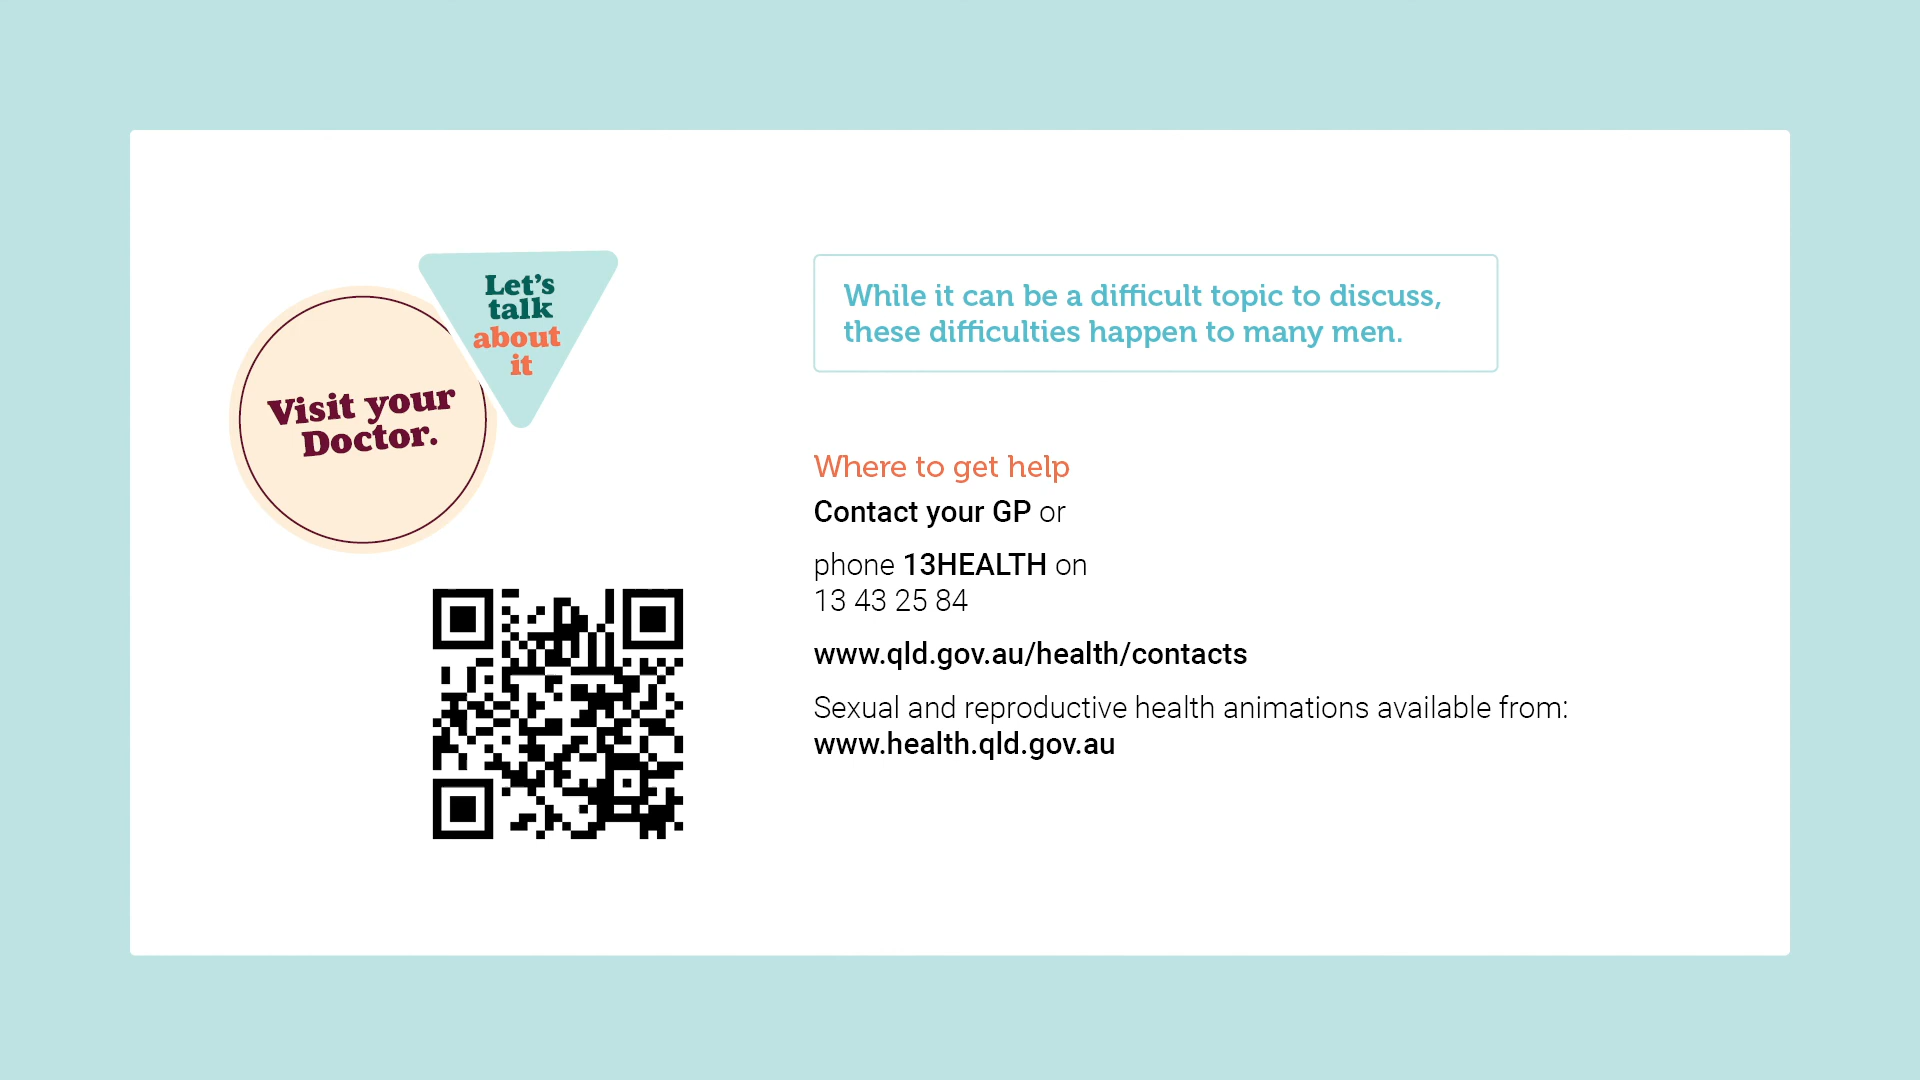 Let's
talk
about
it
Visit your
Doctor.
While it can be a difficult topic to discuss,
these difficulties happen to many men.
Where to get help
Contact your GP or
phone 13HEALTH on
13 43 25 84
www.qld.gov.au/health/contacts
Sexual and reproductive health animations available from:
www.health.qld.gov.au